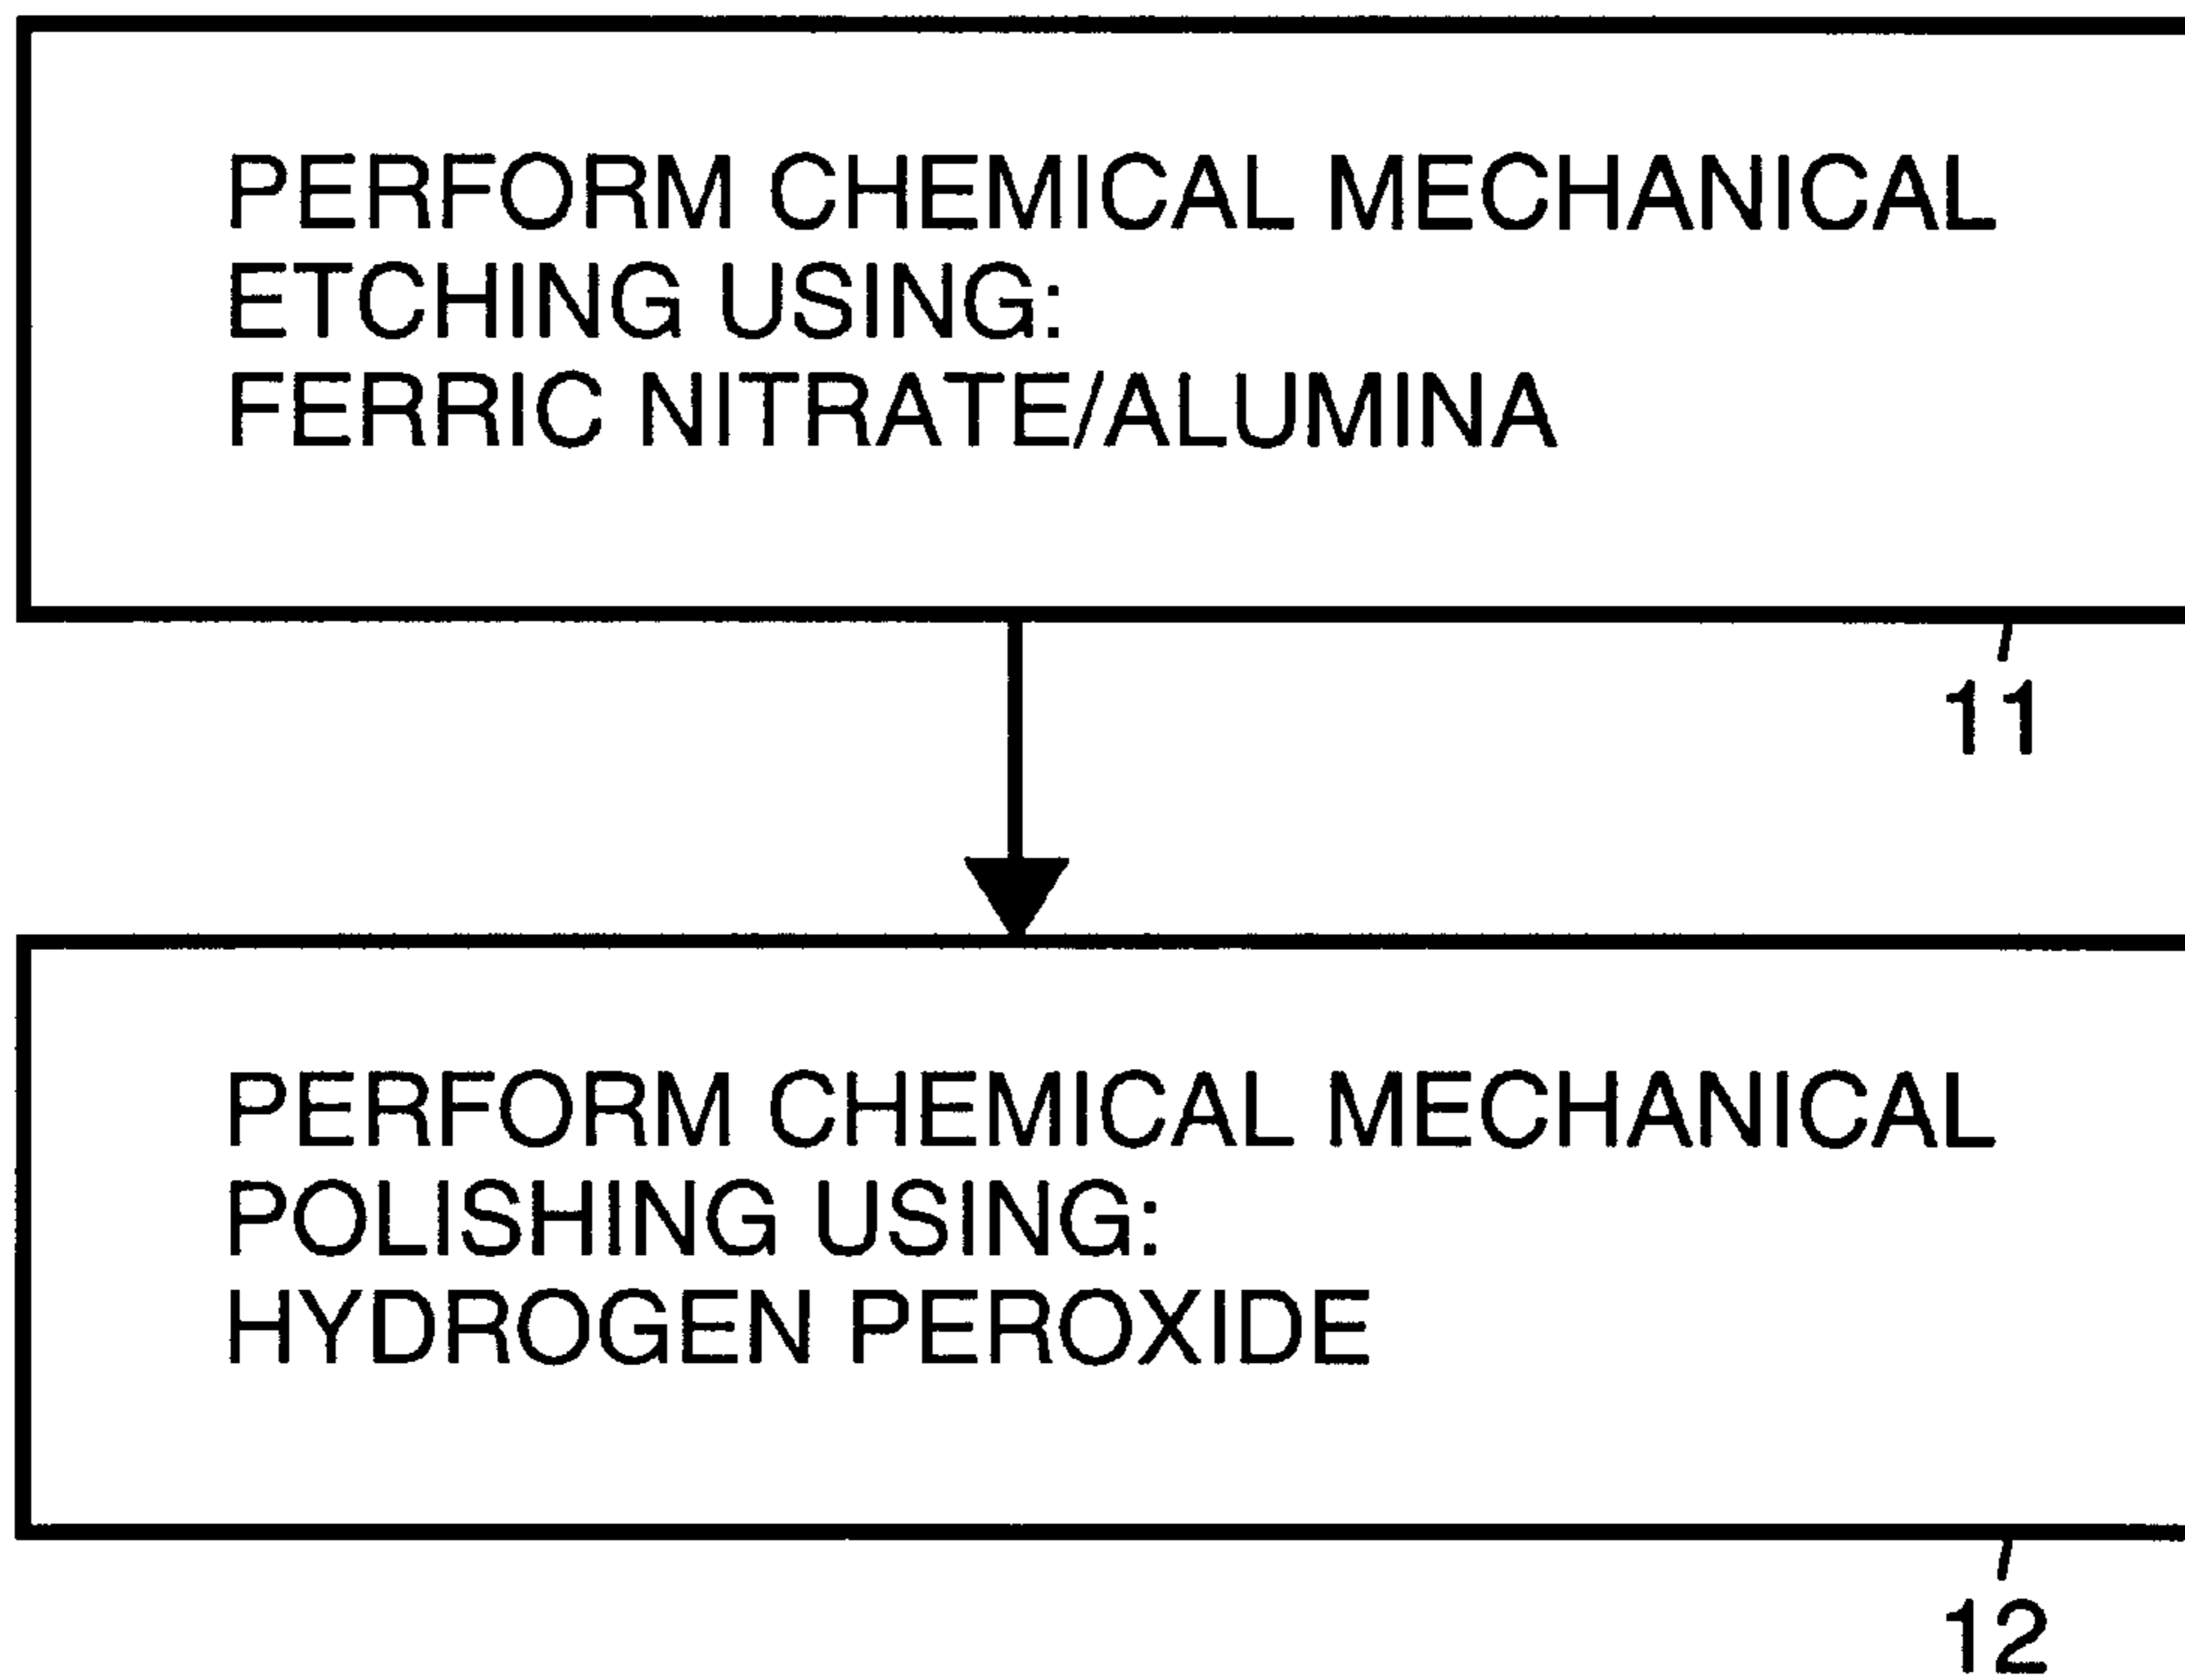 PERFORM CHEMICAL MECHANICAL
ETCHING USING:
FERRIC NITRATE/ALUMINA
11
PERFORM CHEMICAL MECHANICAL
POLISHING USING:
HYDROGEN PEROXIDE
12